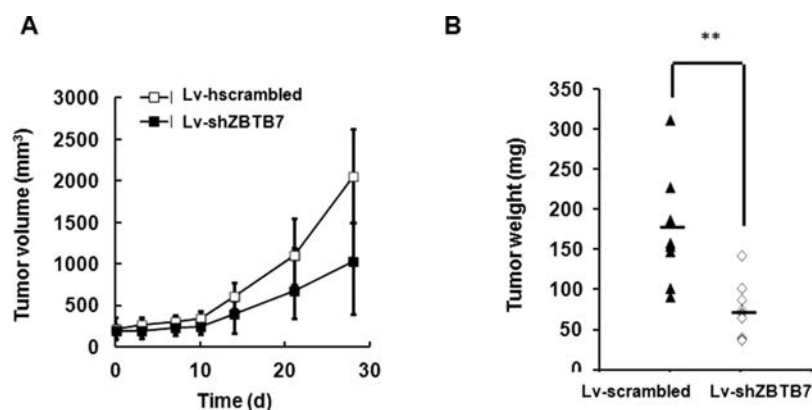 A
Lv-hscrambled
Lv-shZBTB7
Tumor volume (mm³)
3000
2500
2000
1500
1000
500
0
0 10 20 30
Time (d)
B
**
Tumor weight (mg)
350
300
250
200
150
100
50
0
Lv-scrambled Lv-shZBTB7